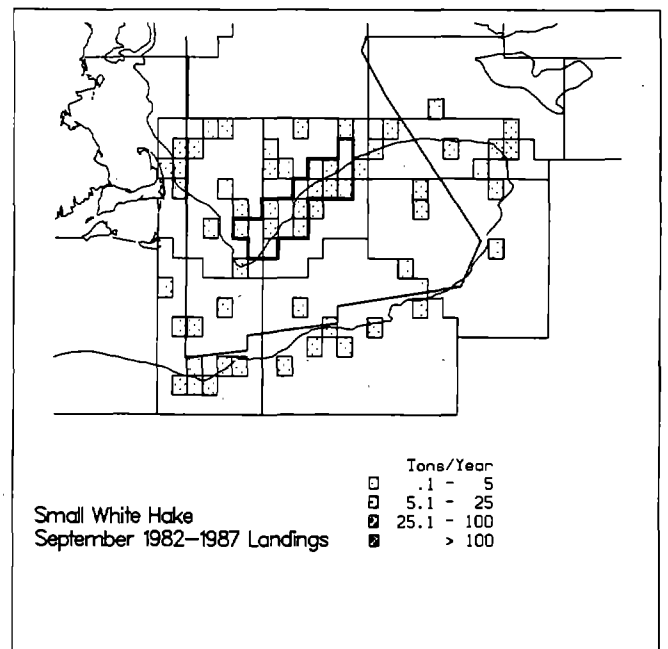 Tons/Year
.1 - 5
5.1 - 25
25.1 - 100
> 100
Small White Hake
September 1982-1987 Landings